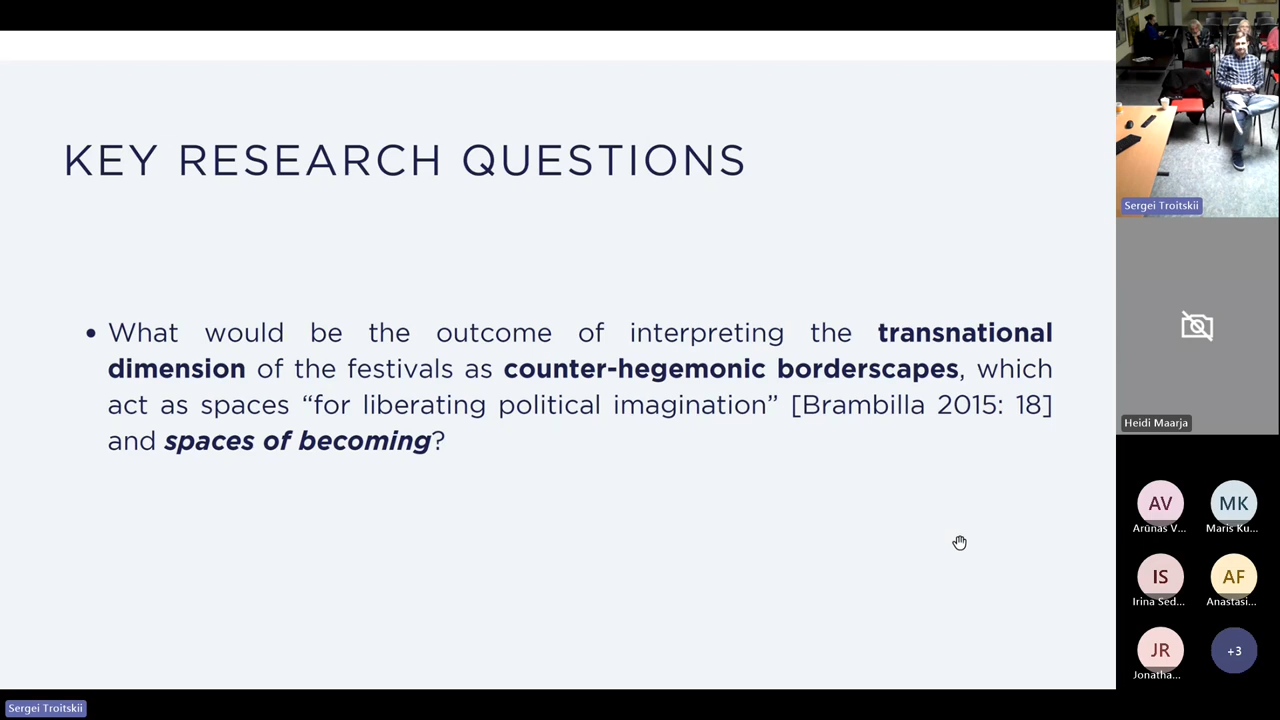 KEY RESEARCH QUESTIONS
• What would be the outcome of interpreting the transnational
dimension of the festivals as counter-hegemonic borderscapes, which
act as spaces “for liberating political imagination” [Brambilla 2015: 18]
and spaces of becoming?
Sergei Troitskii
Heidi Maarja
AV
MK
Arūnas V...
Maris Ku...
IS
AF
Irina Sed...
Anastasi...
JR
+3
Jonatha...
Sergei Troitskii